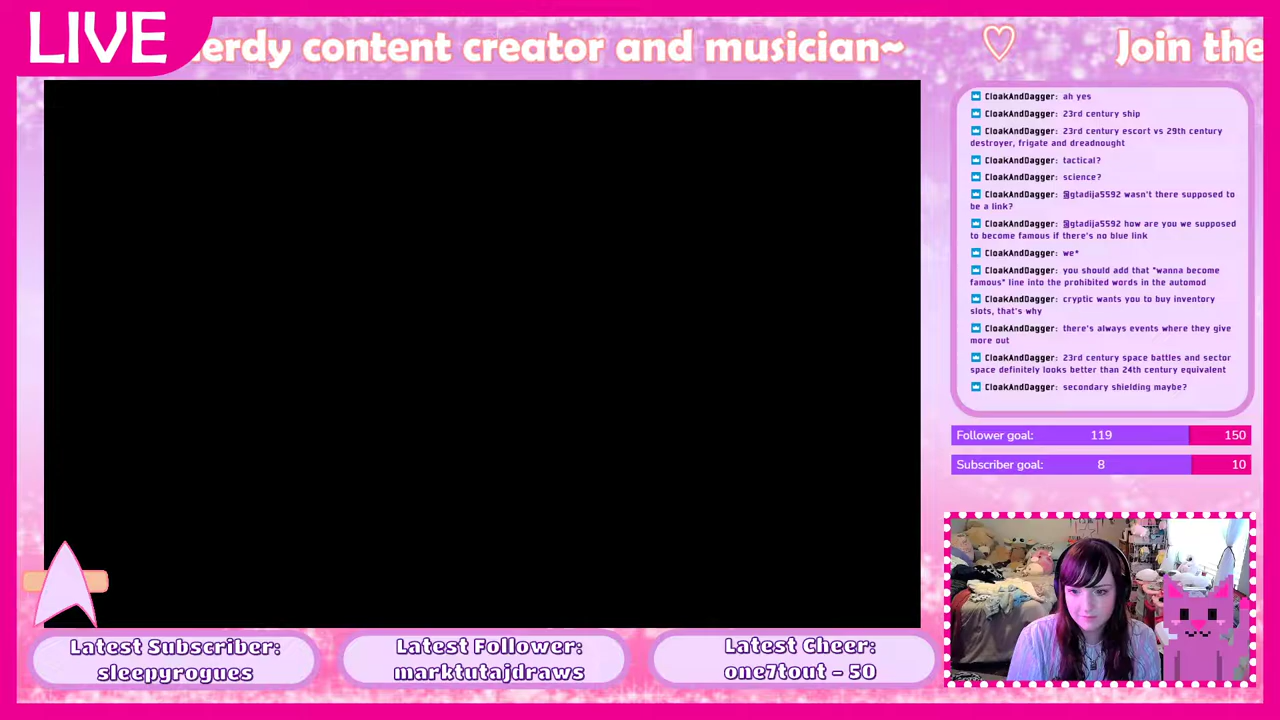 LIVE
erdy content creator and musician~
Join the
CloakAndDagger: ah yes
CloakAndDagger: 23rd century ship
CloakAndDagger: 23rd century escort vs 29th century
destroyer, frigate and dreadnought
CloakAndDagger: tactical?
CloakAndDagger: science?
CloakAndDagger: @gtadija5592 wasn't there supposed to
be a link?
CloakAndDagger: @gtadija5592 how are you we supposed
to become famous if there's no blue link
CloakAndDagger: we*
CloakAndDagger: you should add that "wanna become
famous" line into the prohibited words in the automod
CloakAndDagger: cryptic wants you to buy inventory
slots, that's why
CloakAndDagger: there's always events where they give
more out
CloakAndDagger: 23rd century space battles and sector
space definitely looks better than 24th century equivalent
CloakAndDagger: secondary shielding maybe?
Follower goal: 119 150
Subscriber goal: 8 10
Latest Subscriber:
sleepyrogues
Latest Follower:
marktutajdraws
Latest Cheer:
one7tout - 50